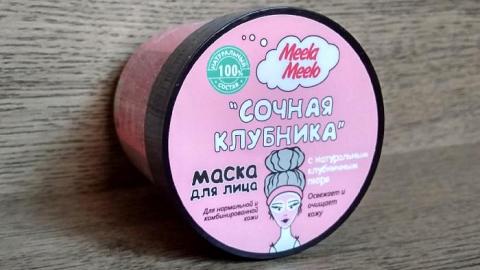 НАТУРАЛЬНЫЙ
100%
СОСТАВ
Meela
Meelo
"СОЧНАЯ
КЛУБНИКА"
МАСКА
ДЛЯ ЛИЦА
с натуральным
клубничным
пюре
Для нормальной и
комбинированной
кожи
Освежает и
очищает
кожу